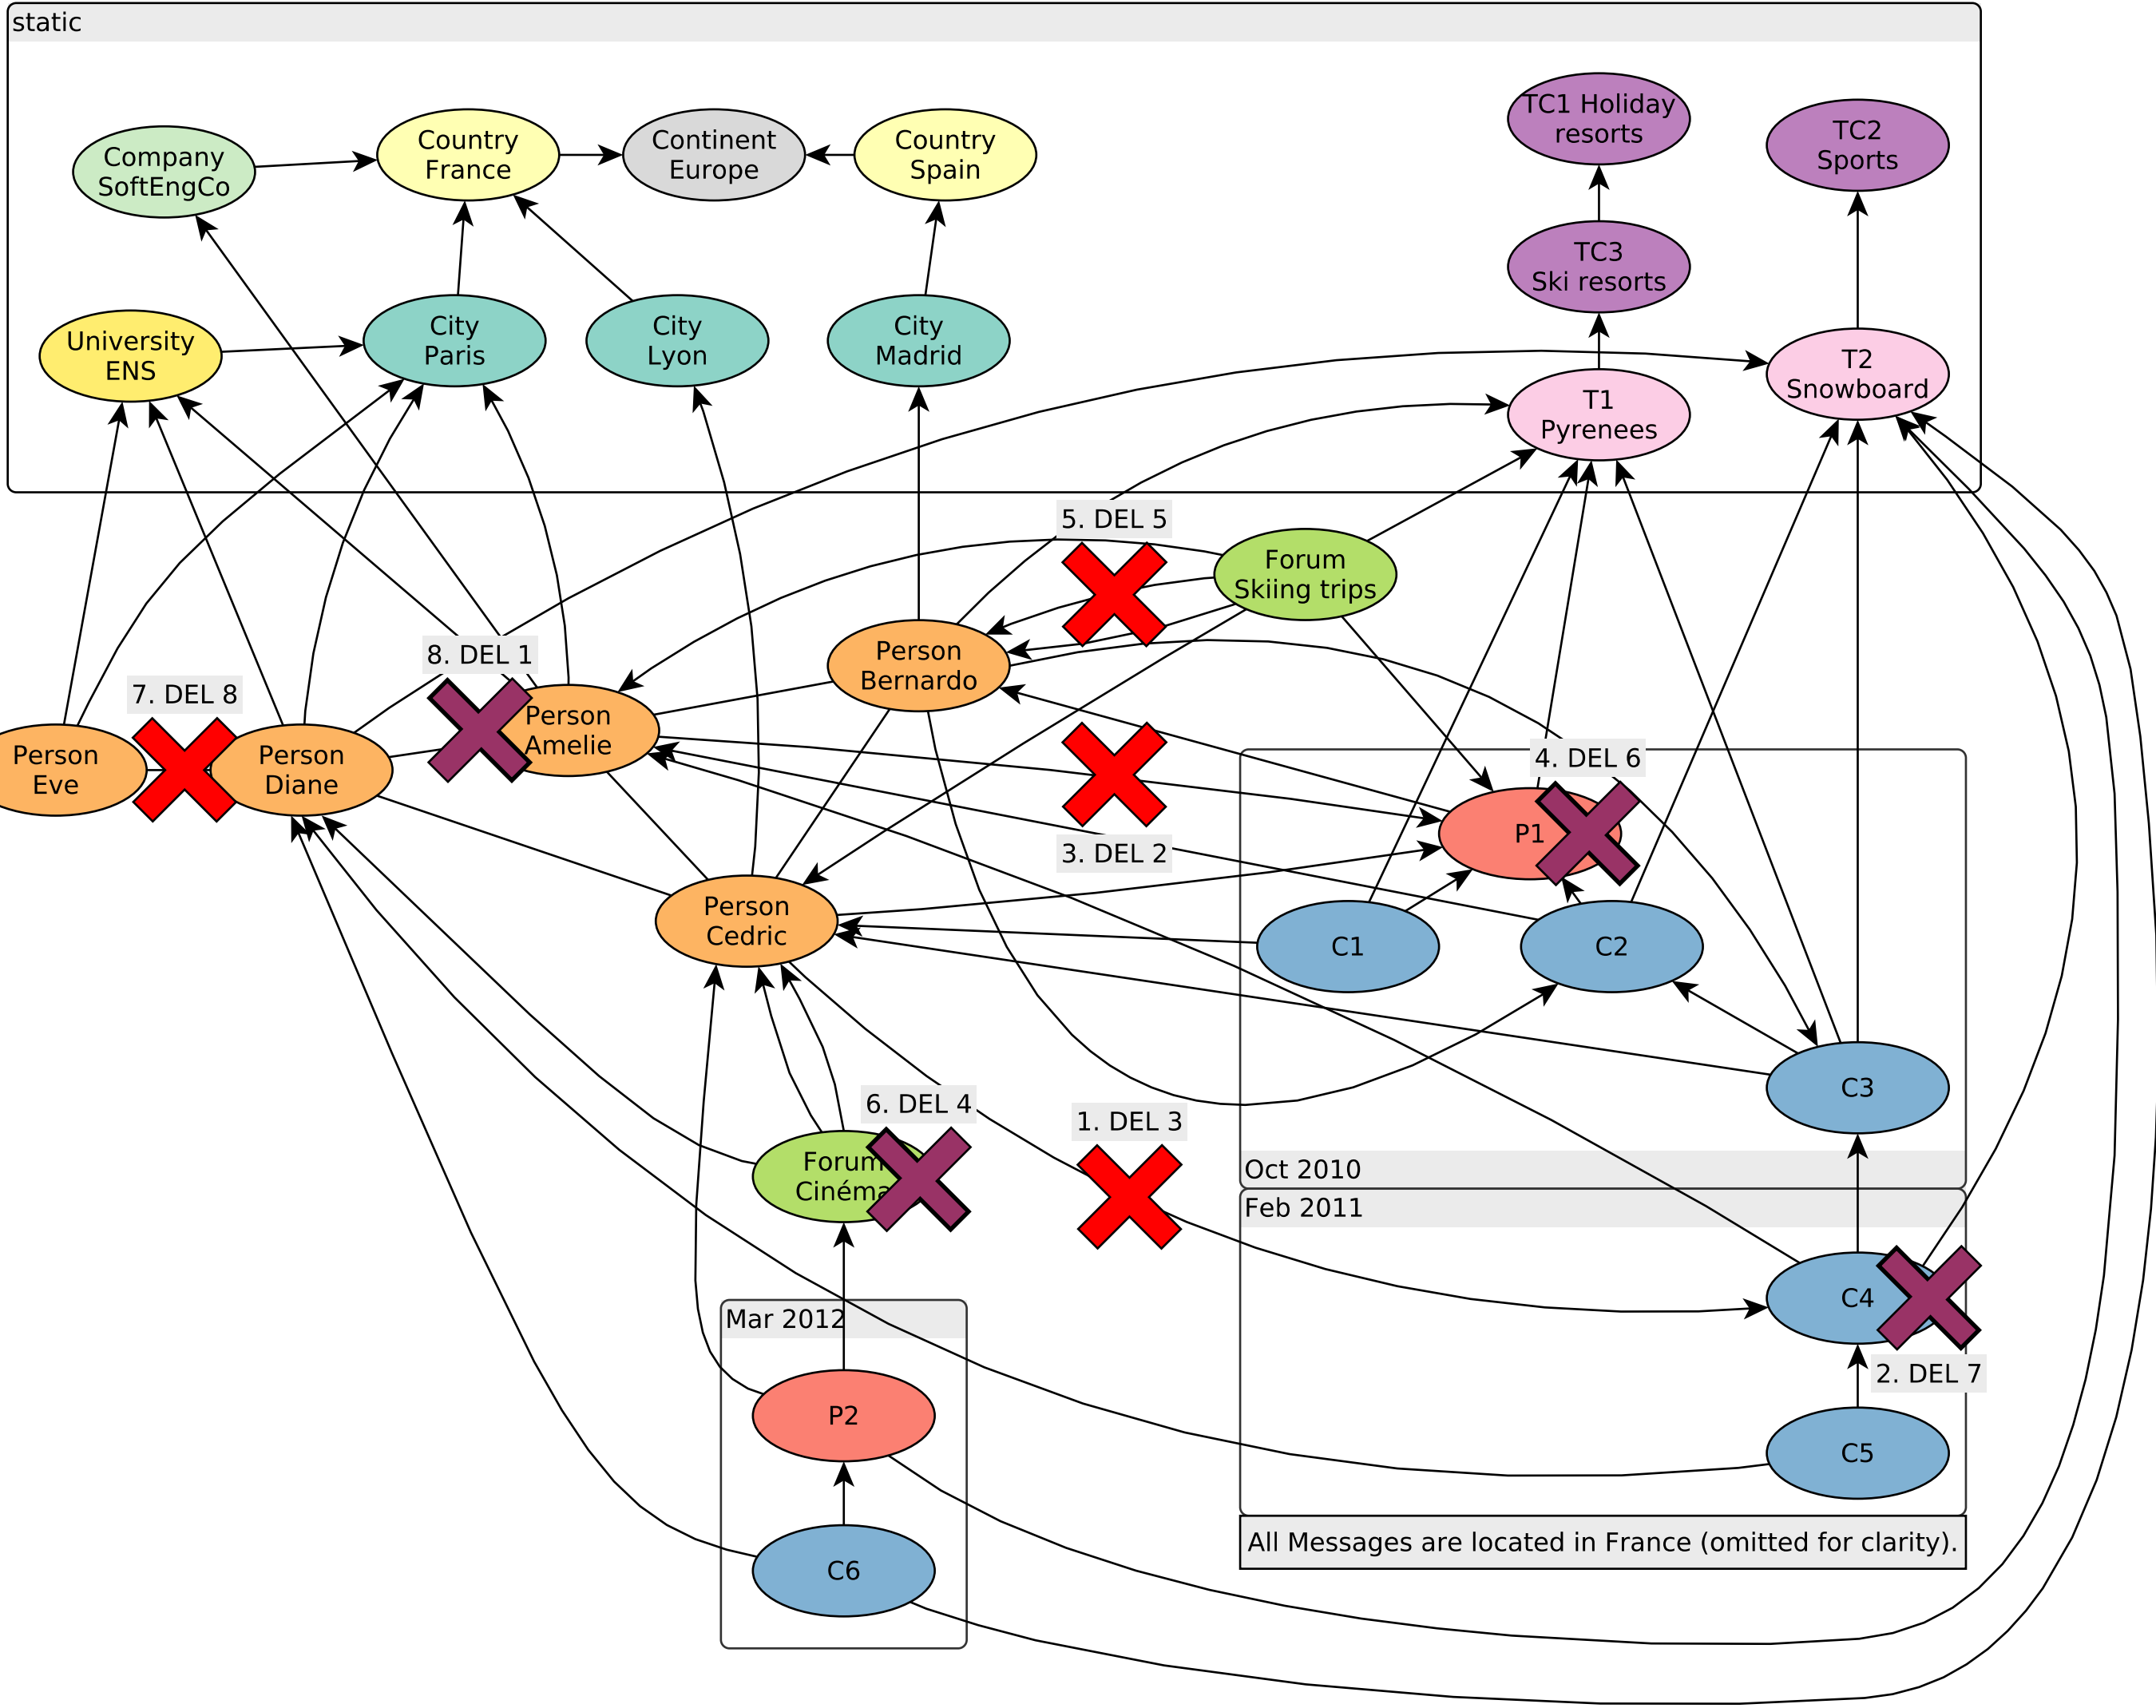 static
TC1 Holiday
resorts
TC2
Sports
Country
France
Continent
Europe
Country
Spain
Company
SoftEngCo
TC3
Ski resorts
University
ENS
City
Paris
City
Lyon
City
Madrid
T2
Snowboard
T1
Pyrenees
5. DEL 5
Forum
Skiing trips
8. DEL 1
Person
Bernardo
7. DEL 8
Person
Amelie
Person
Eve
Person
Diane
4. DEL 6
P1
3. DEL 2
Person
Cedric
C1
C2
C3
6. DEL 4
1. DEL 3
Forum
Cinéma
Oct 2010
Feb 2011
C4
Mar 2012
2. DEL 7
P2
C5
All Messages are located in France (omitted for clarity).
C6